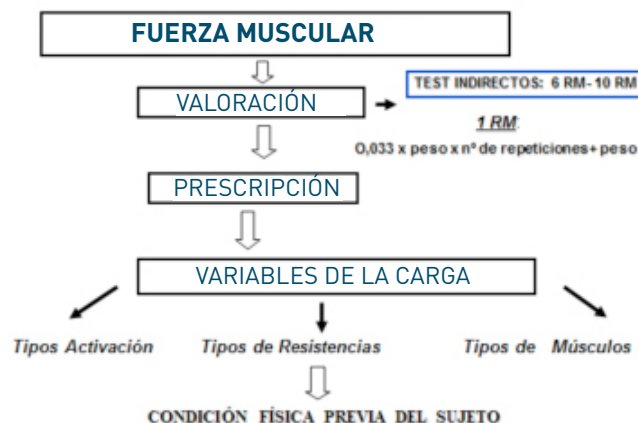 FUERZA MUSCULAR
VALORACIÓN
TEST INDIRECTOS: 6 RM- 10 RM
1 RM:
0,033 x peso x nº de repeticiones+ peso
PRESCRIPCIÓN
VARIABLES DE LA CARGA
Tipos Activación
Tipos de Resistencias
Tipos de Músculos
CONDICIÓN FÍSICA PREVIA DEL SUJETO